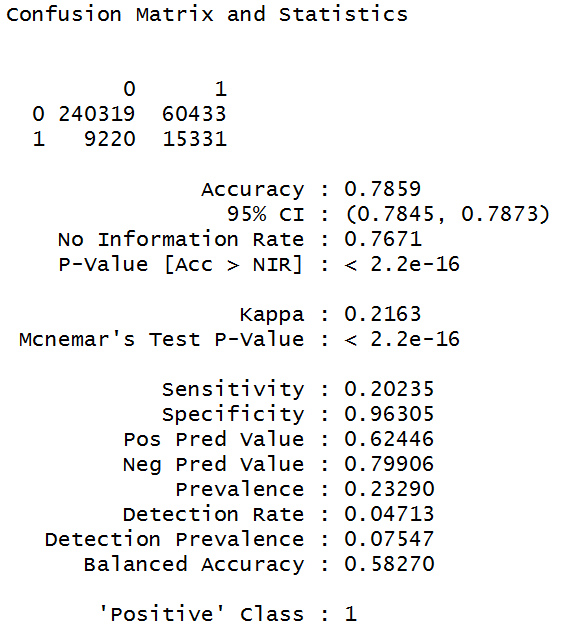 Confusion Matrix and Statistics
0 1
0 240319 60433
1 9220 15331
Accuracy : 0.7859
95% CI : (0.7845, 0.7873)
No Information Rate : 0.7671
P-Value [Acc > NIR] : < 2.2e-16
Kappa : 0.2163
Mcnemar's Test P-Value : < 2.2e-16
Sensitivity : 0.20235
Specificity : 0.96305
Pos Pred Value : 0.62446
Neg Pred Value : 0.79906
Prevalence : 0.23290
Detection Rate : 0.04713
Detection Prevalence : 0.07547
Balanced Accuracy : 0.58270
'Positive' Class : 1